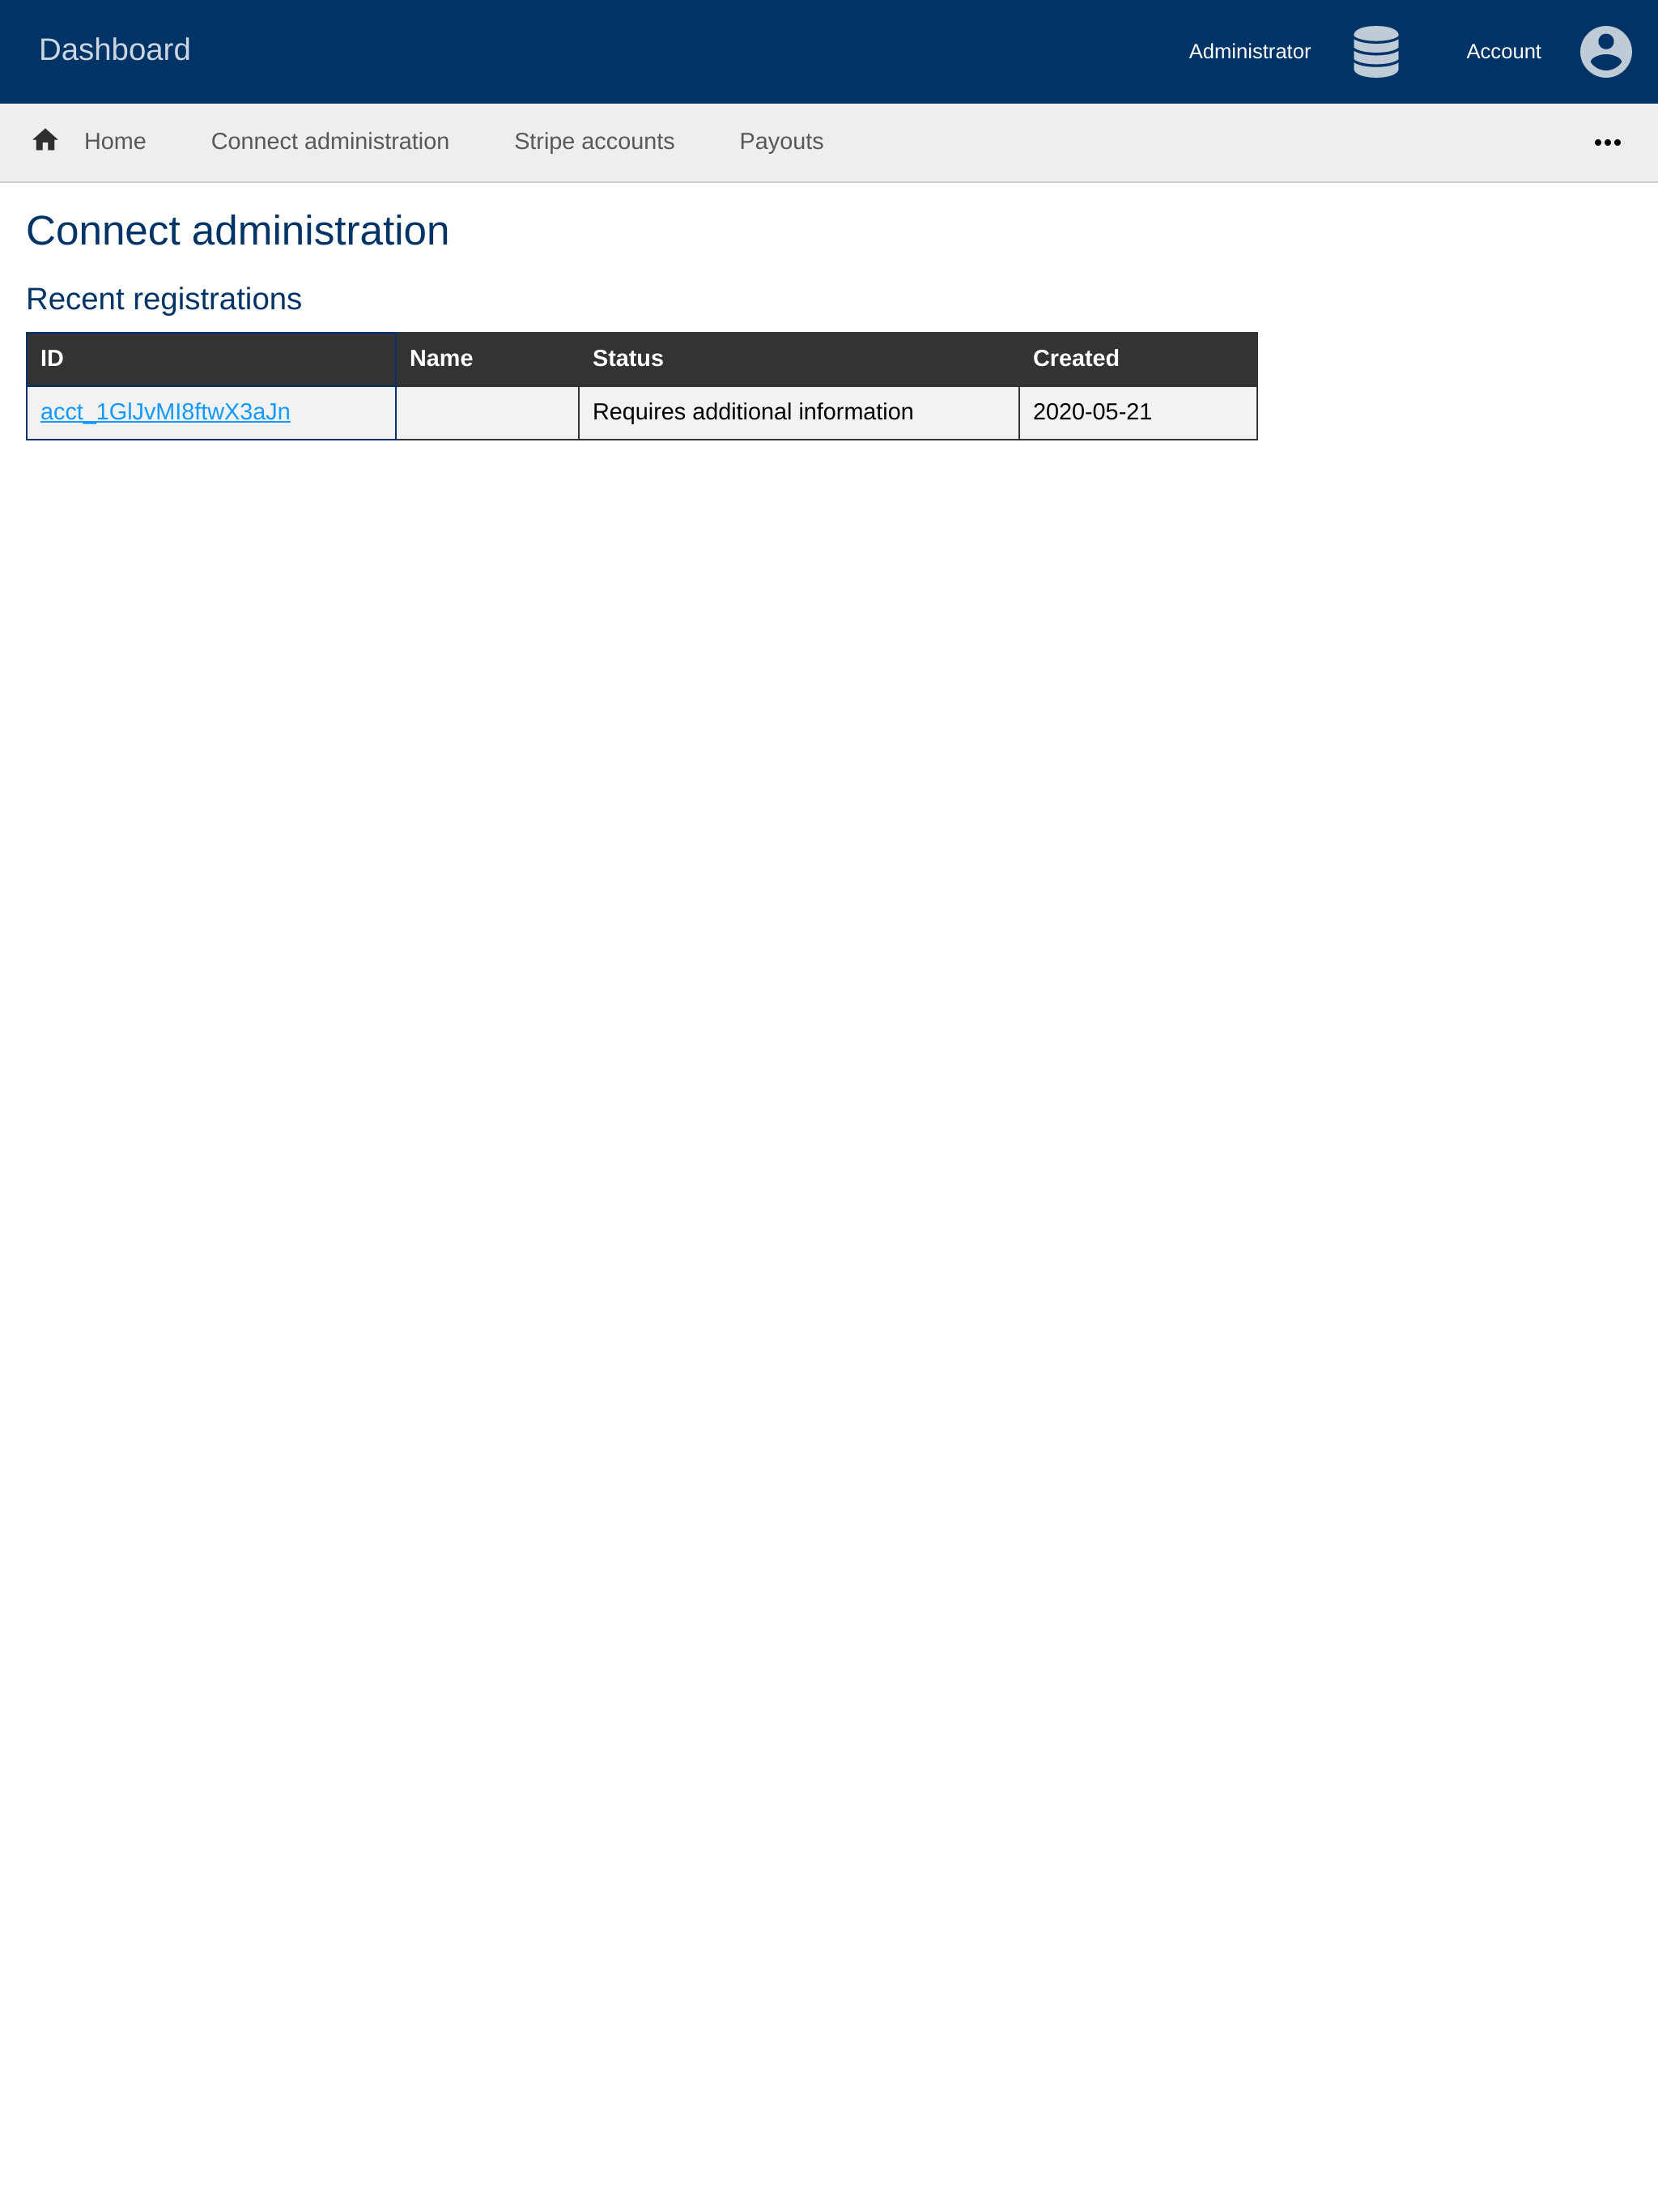 Dashboard
Administrator
Account
Home
Connect administration
Stripe accounts
Payouts
Connect administration
Recent registrations
ID Name Status Created
acct_1GlJvMI8ftwX3aJn Requires additional information 2020-05-21